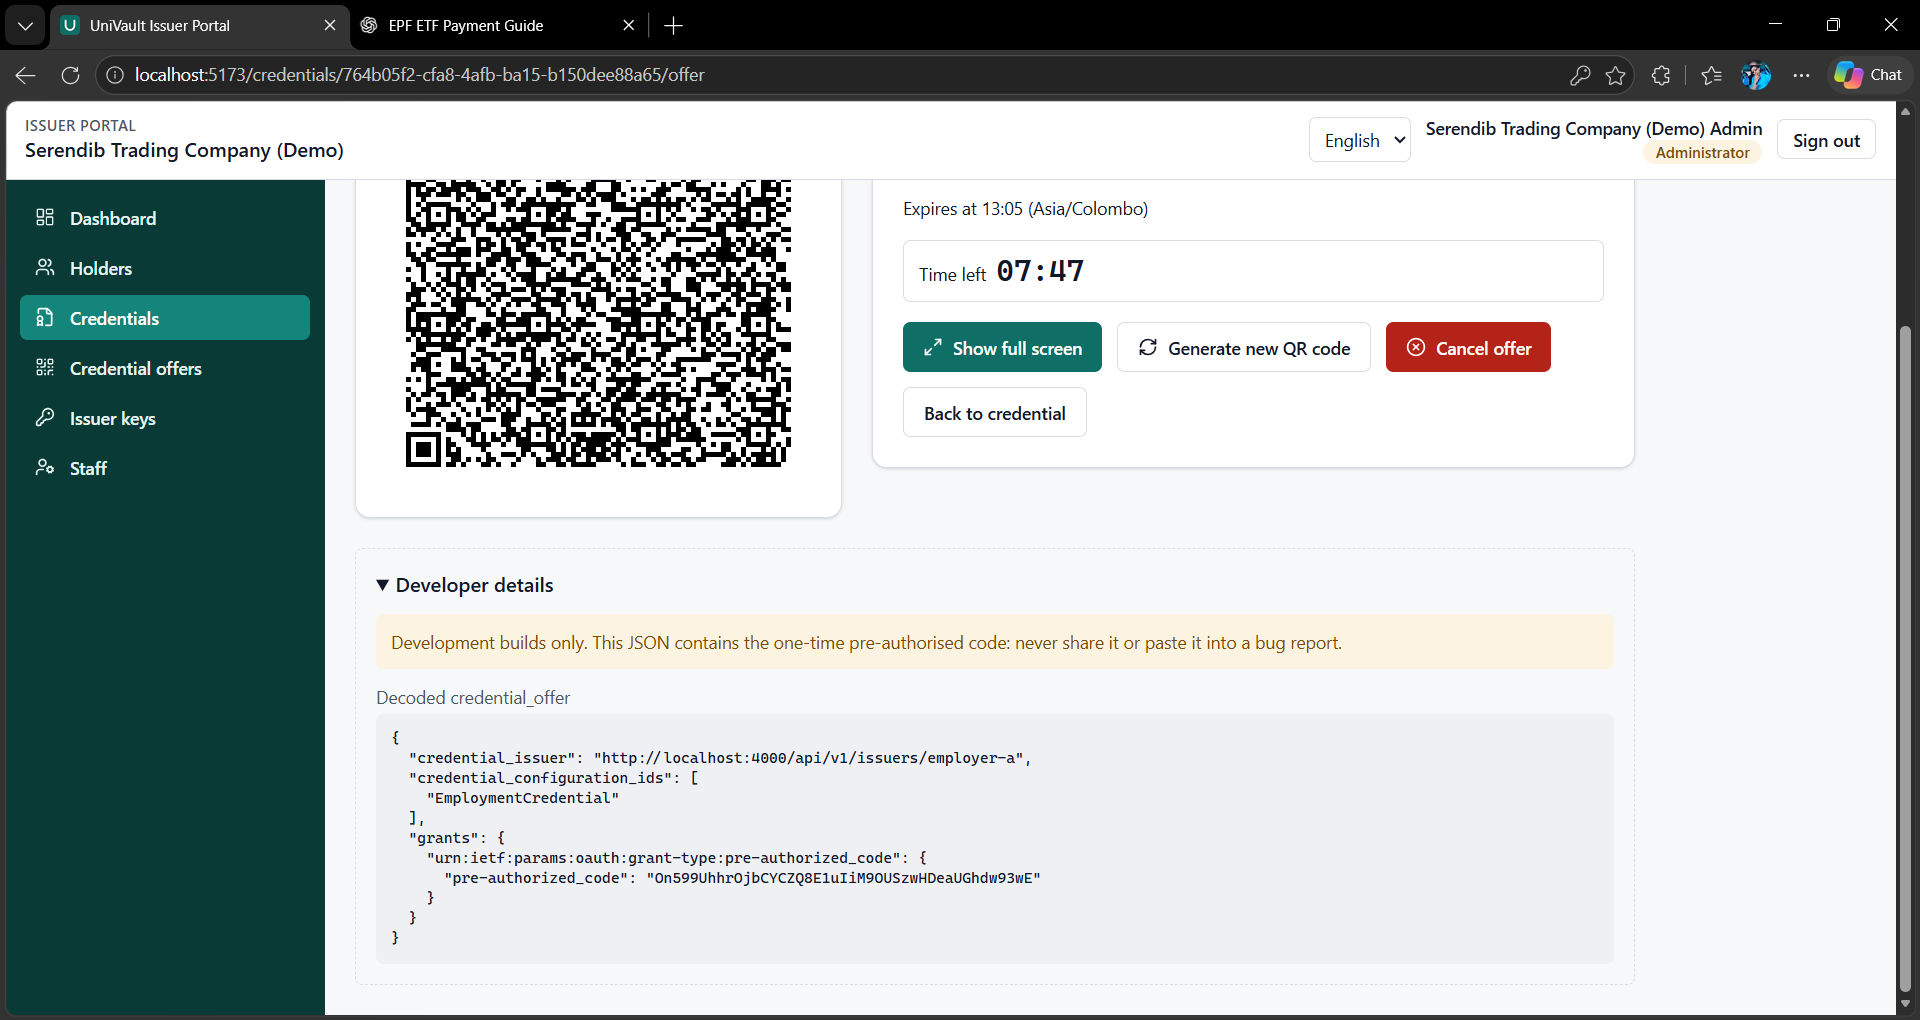 UniVault Issuer Portal
EPF ETF Payment Guide
localhost:5173/credentials/764b05f2-cfa8-4afb-ba15-b150dee88a65/offer
Chat
ISSUER PORTAL
Serendib Trading Company (Demo)
English
Serendib Trading Company (Demo) Admin
Administrator
Sign out
Dashboard
Holders
Credentials
Credential offers
Issuer keys
Staff
Expires at 13:05 (Asia/Colombo)
Time left 07:47
Show full screen
Generate new QR code
Cancel offer
Back to credential
Developer details
Development builds only. This JSON contains the one-time pre-authorised code: never share it or paste it into a bug report.
Decoded credential_offer
{
"credential_issuer": "http://localhost:4000/api/v1/issuers/employer-a",
"credential_configuration_ids": [
"EmploymentCredential"
],
"grants": {
"urn:ietf:params:oauth:grant-type:pre-authorized_code": {
"pre-authorized_code": "On599UhhrOjbCYCZQ8E1uIiM9OUSzwHDeaUGhdw93wE"
}
}
}